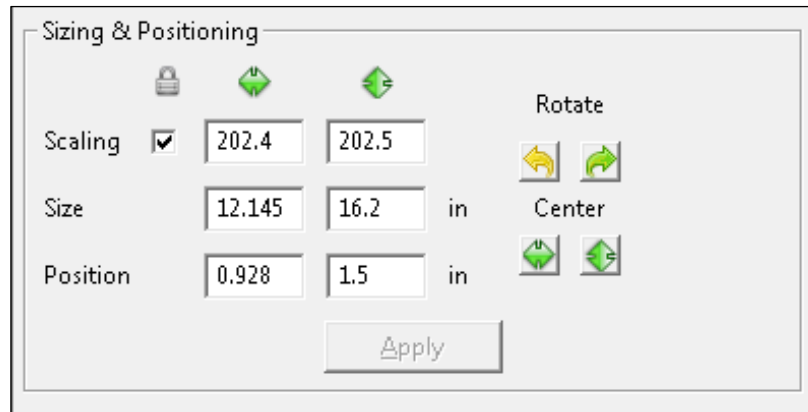 Sizing & Positioning
Rotate
Scaling 202.4 202.5
Size 12.145 16.2 in
Center
Position 0.928 1.5 in
Apply